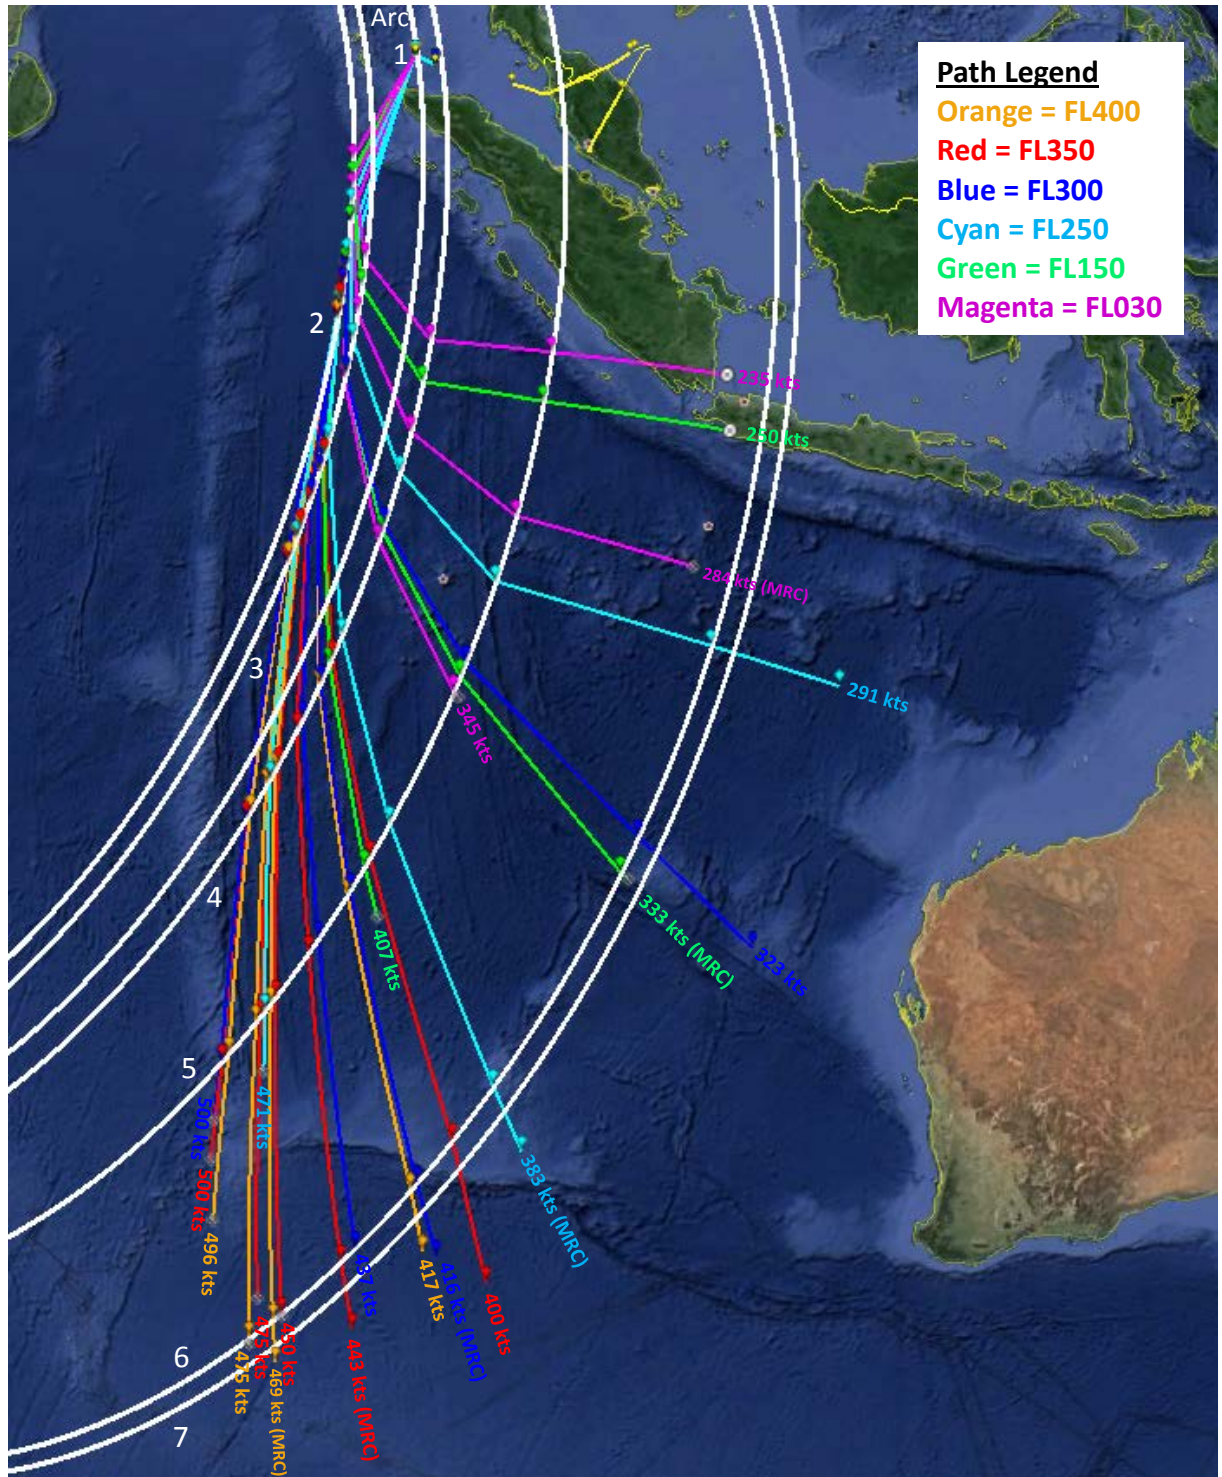 Arc
1
Path Legend
Orange = FL400
Red = FL350
Blue = FL300
Cyan = FL250
Green = FL150
Magenta = FL030
2
235 kts
250 kts
284 kts (MRC)
3
291 kts
345 kts
4
333 kts (MRC)
323 kts
407 kts
5
500 kts
471 kts
500 kts
383 kts (MRC)
496 kts
437 kts
417 kts
416 kts (MRC)
400 kts
6
475 kts
475 kts
450 kts
469 kts (MRC)
443 kts (MRC)
7